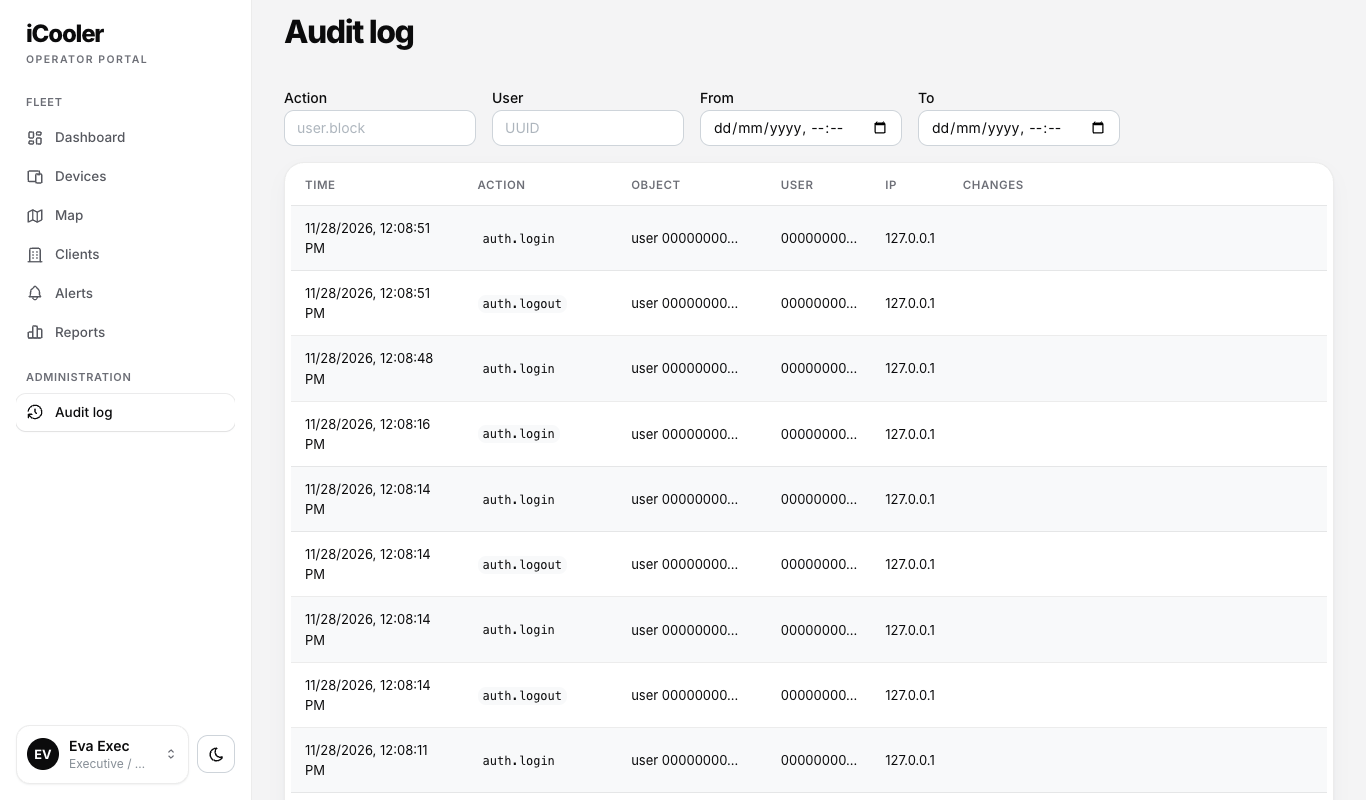 iCooler
OPERATOR PORTAL
FLEET
Dashboard
Devices
Map
Clients
Alerts
Reports
ADMINISTRATION
Audit log
EV
Eva Exec
Executive / ...
Audit log
Action User From To
user.block UUID dd/mm/yyyy, --:-- dd/mm/yyyy, --:--
TIME ACTION OBJECT USER IP CHANGES
11/28/2026, 12:08:51 PM auth.login user 00000000... 00000000... 127.0.0.1
11/28/2026, 12:08:51 PM auth.logout user 00000000... 00000000... 127.0.0.1
11/28/2026, 12:08:48 PM auth.login user 00000000... 00000000... 127.0.0.1
11/28/2026, 12:08:16 PM auth.login user 00000000... 00000000... 127.0.0.1
11/28/2026, 12:08:14 PM auth.login user 00000000... 00000000... 127.0.0.1
11/28/2026, 12:08:14 PM auth.logout user 00000000... 00000000... 127.0.0.1
11/28/2026, 12:08:14 PM auth.login user 00000000... 00000000... 127.0.0.1
11/28/2026, 12:08:14 PM auth.logout user 00000000... 00000000... 127.0.0.1
11/28/2026, 12:08:11 PM auth.login user 00000000... 00000000... 127.0.0.1